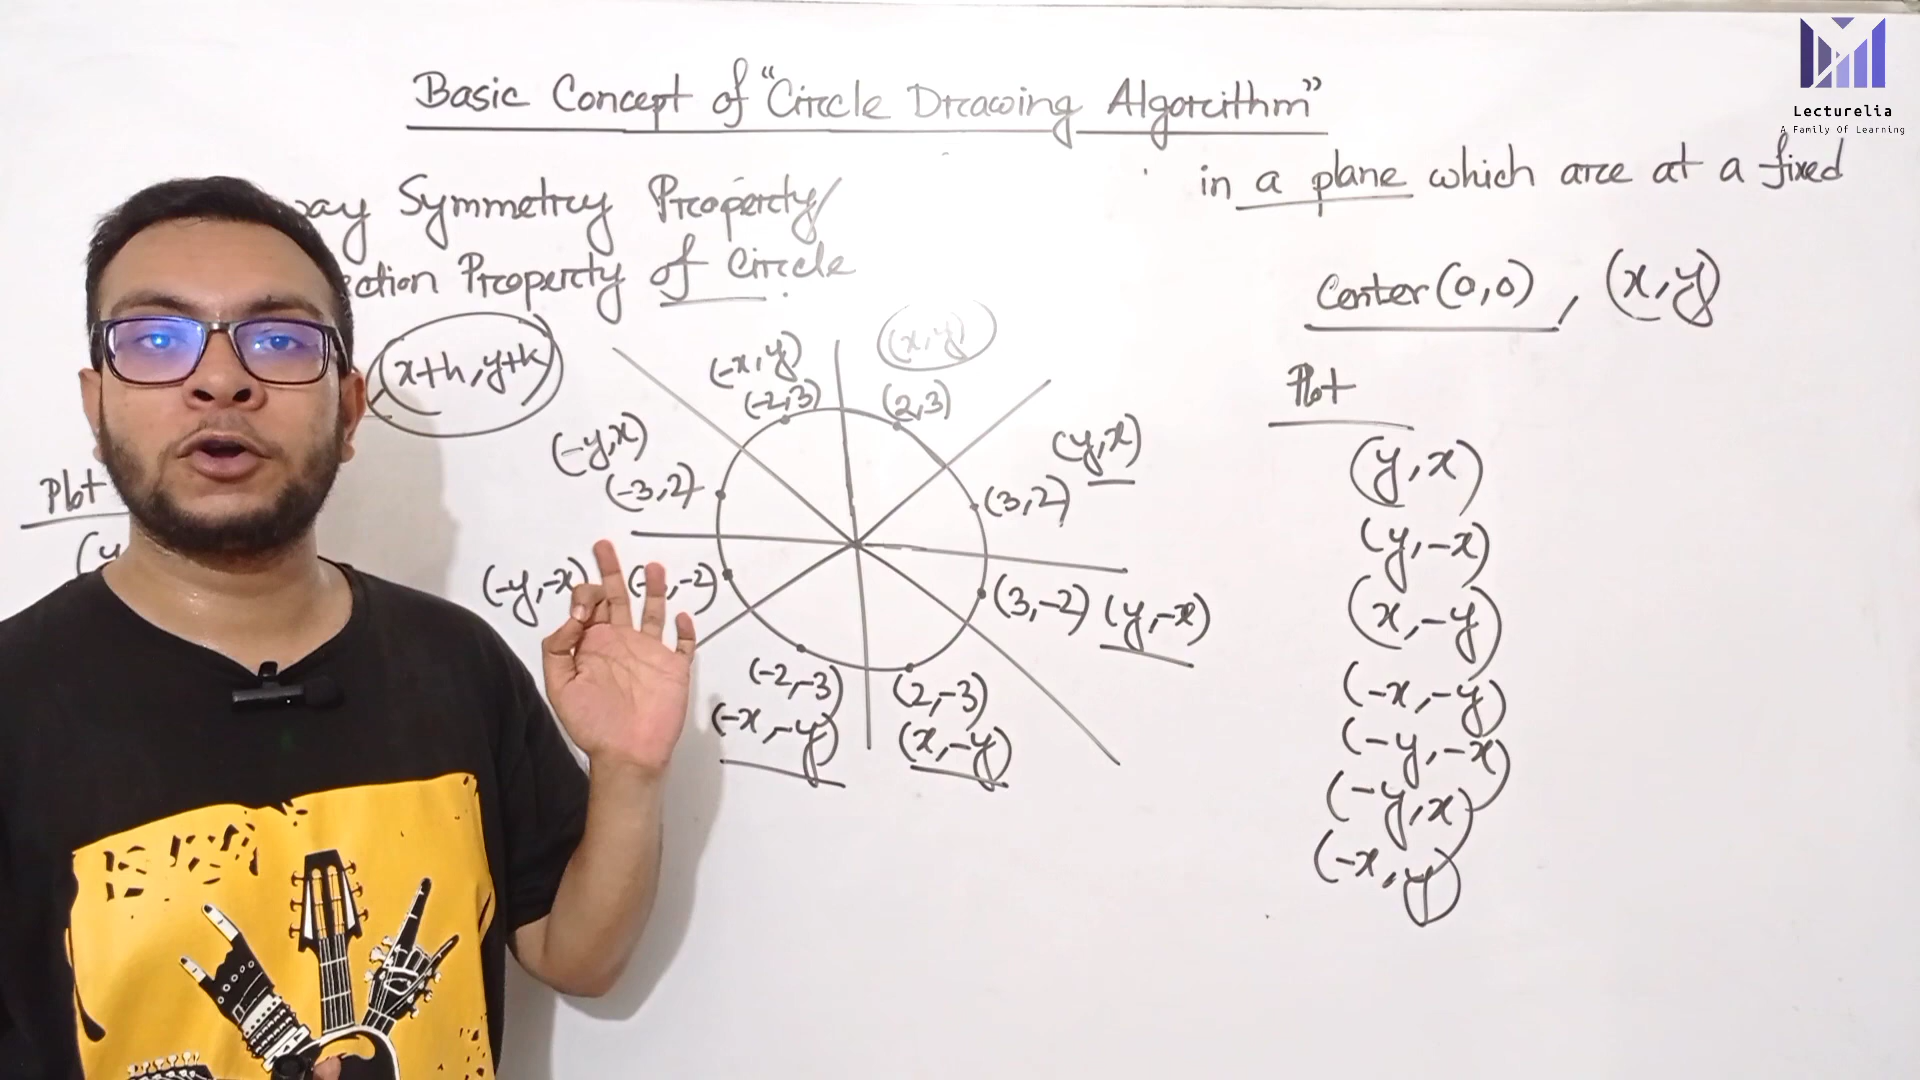 Basic Concept of "Circle Drawing Algorithm"
Lecturelia
A Family Of Learning
in a plane which are at a fixed
Symmetry Property/
Property of Circle
Center (0,0), (x,y)
(x+h, y+k)
(-x,y)
(x,y)
(-2,3)
(2,3)
(-y,x)
(y,x)
(-3,2)
(3,2)
(-y,-x)
(3,-2) (y,-x)
(-2,-3)
(2,-3)
(-x,-y)
(x,-y)
Plot
(y,x)
(y,-x)
(x,-y)
(-x,-y)
(-y,-x)
(-y,x)
(-x,y)
Plot